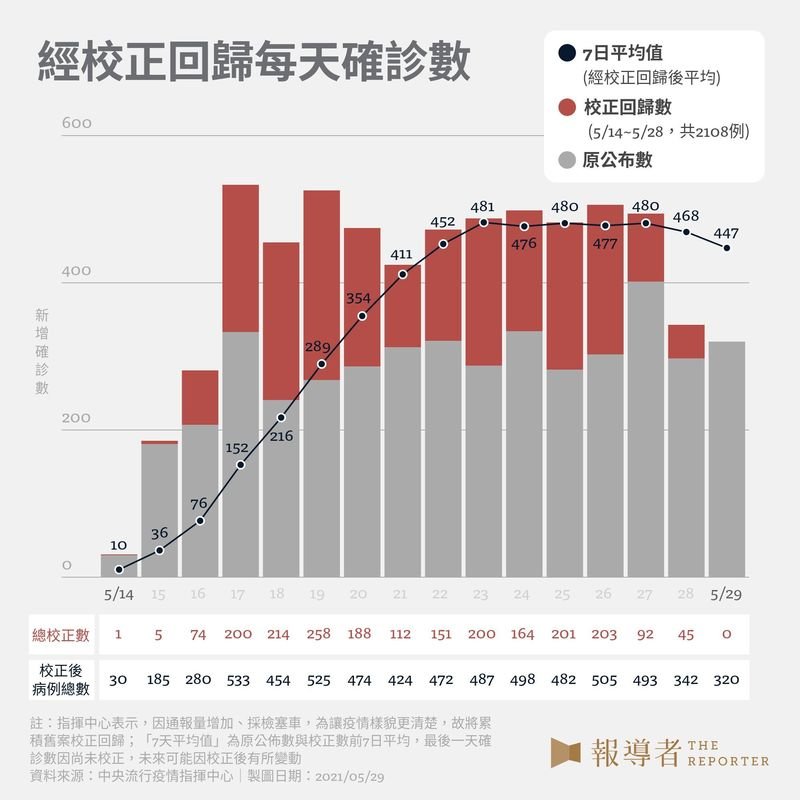 經校正回歸每天確診數
7日平均值
(經校正回歸後平均)
校正回歸數
(5/14~5/28，共2108例)
原公布數
600
400
200
0
新增確診數
10
36
76
152
216
289
354
411
452
481
476
480
477
480
468
447
5/14 15 16 17 18 19 20 21 22 23 24 25 26 27 28 5/29
總校正數 1 5 74 200 214 258 188 112 151 200 164 201 203 92 45 0
校正後
病例總數 30 185 280 533 454 525 474 424 472 487 498 482 505 493 342 320
註：指揮中心表示，因通報量增加、採檢塞車，為讓疫情樣貌更清楚，故將累
積舊案校正回歸；「7天平均值」為原公布數與校正數前7日平均，最後一天確
診數因尚未校正，未來可能因校正後有所變動
資料來源：中央流行疫情指揮中心｜製圖日期：2021/05/29
報導者 THE
REPORTER